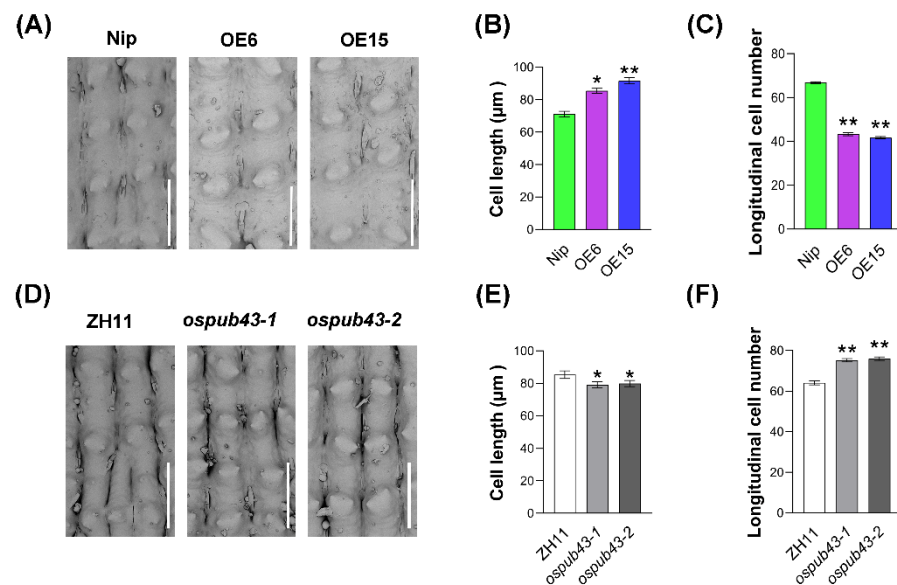 (A)
Nip OE6 OE15
(B)
Cell length (µm)
100
80
60
40
20
0
* **
Nip OE6 OE15
(C)
Longitudinal cell number
80
60
40
20
0
** **
Nip OE6 OE15
(D)
ZH11 ospub43-1 ospub43-2
(E)
Cell length (µm)
100
80
60
40
20
0
* *
ZH11 ospub43-1 ospub43-2
(F)
Longitudinal cell number
80
60
40
20
0
** **
ZH11 ospub43-1 ospub43-2